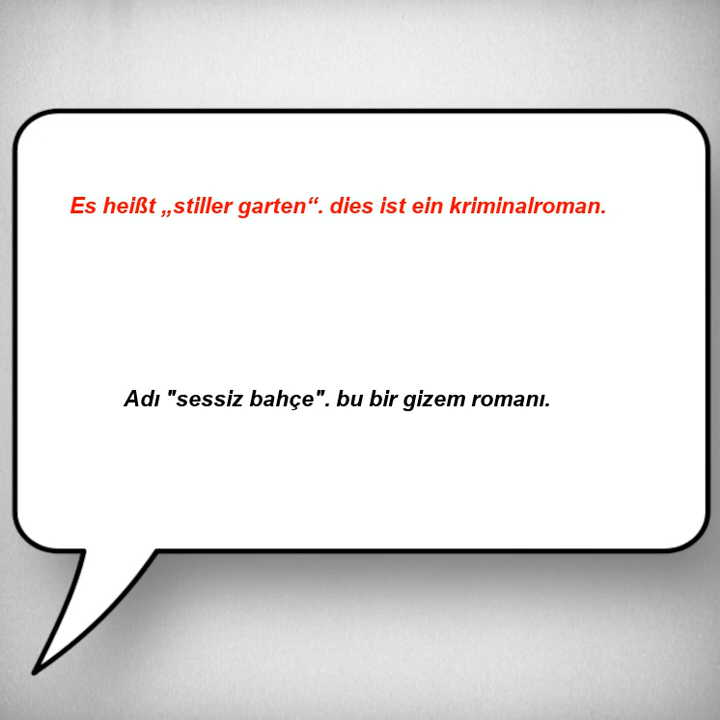 Es heißt „stiller garten“. dies ist ein kriminalroman.
Adı "sessiz bahçe". bu bir gizem romanı.